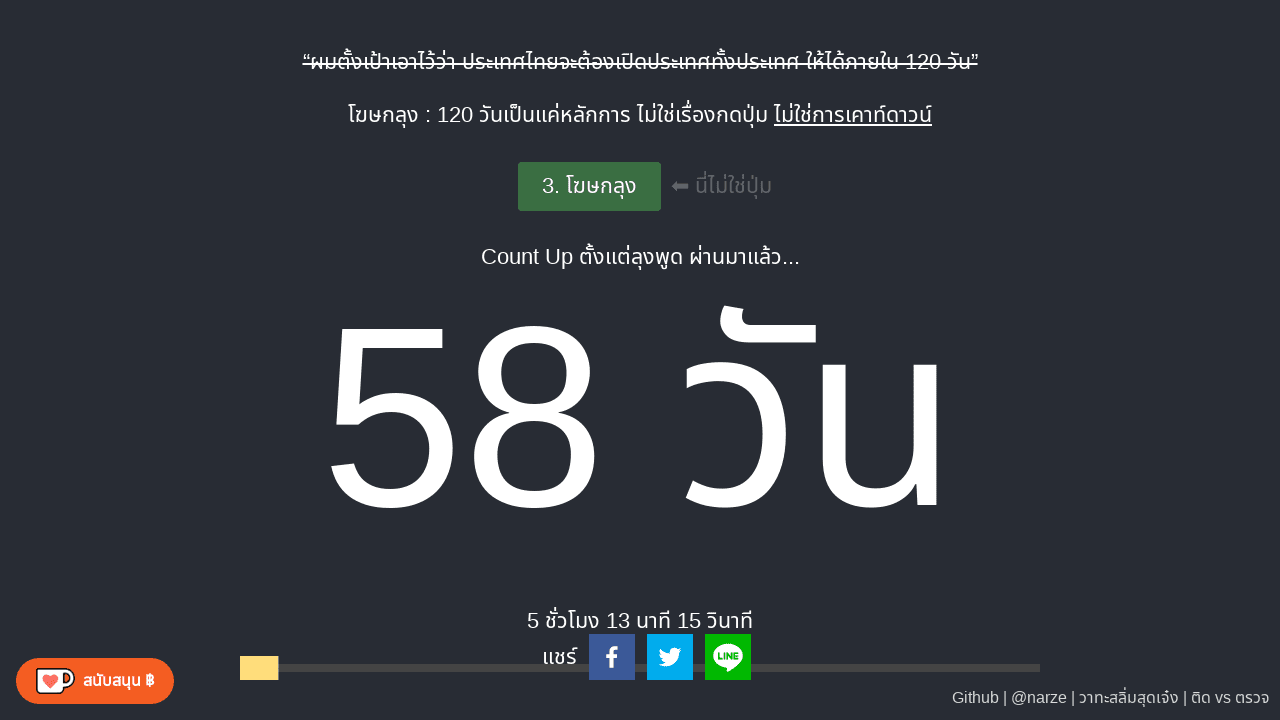 “ผมตั้งเป้าเอาไว้ว่า ประเทศไทยจะต้องเปิดประเทศทั้งประเทศ ให้ได้ภายใน 120 วัน”
โฆษกลุง : 120 วันเป็นแค่หลักการ ไม่ใช่เรื่องกดปุ่ม ไม่ใช่การเคาท์ดาวน์
3. โฆษกลุง ⬅ นี่ไม่ใช่ปุ่ม
Count Up ตั้งแต่ลุงพูด ผ่านมาแล้ว...
58 วัน
5 ชั่วโมง 13 นาที 15 วินาที
แชร์ LINE
สนับสนุน ฿
Github | @narze | วาทะสลิ่มสุดเจ๋ง | ติด vs ตรวจ